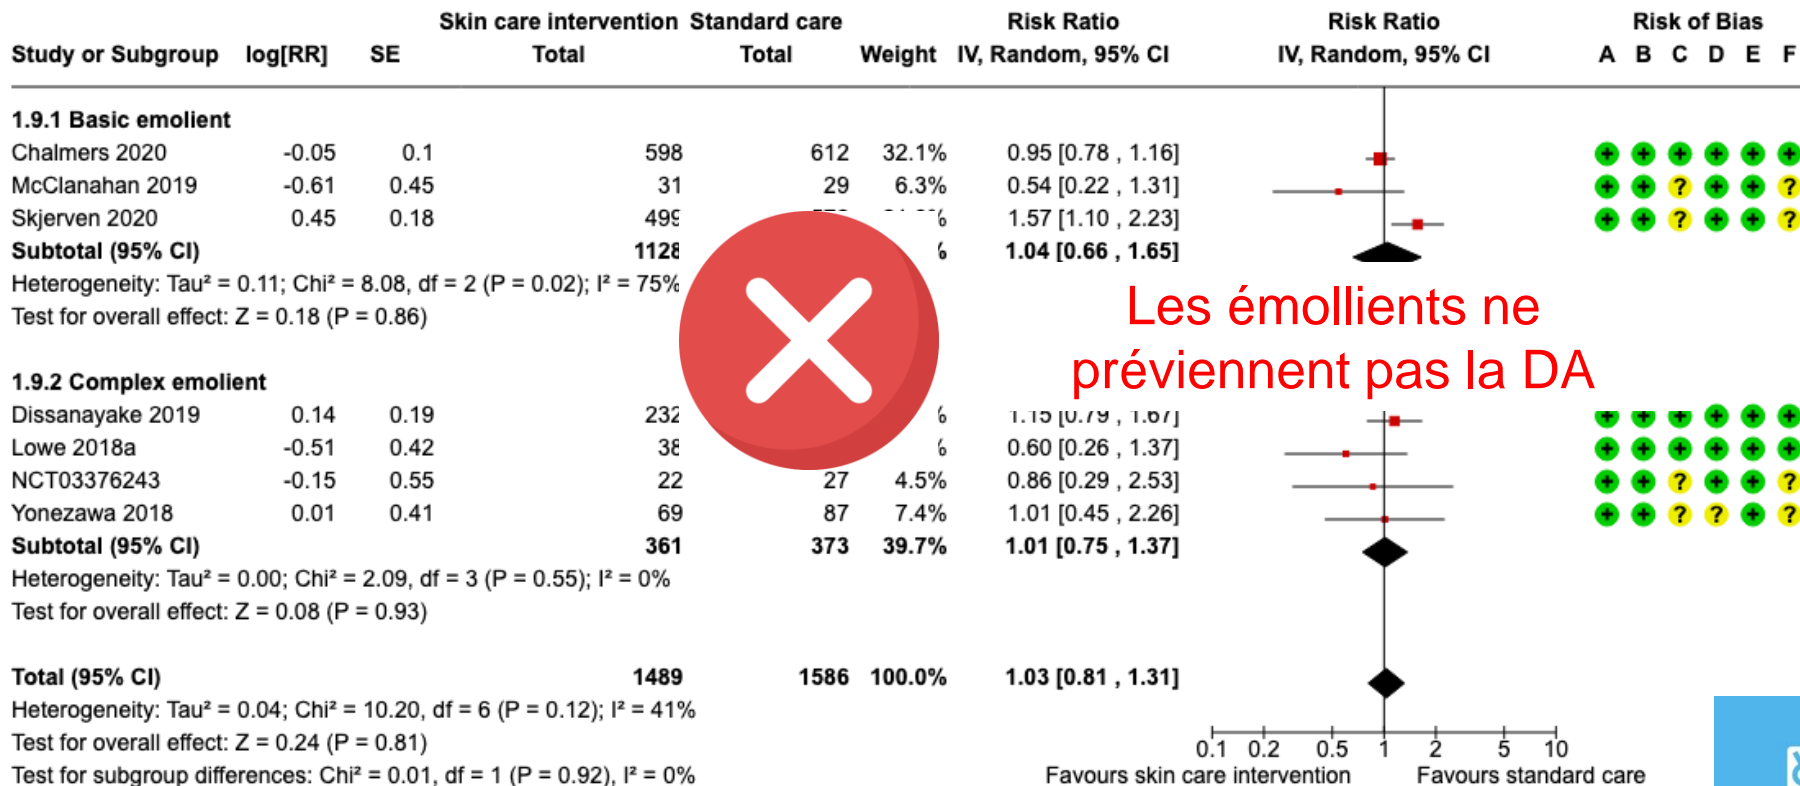 Skin care intervention Standard care Risk Ratio Risk Ratio Risk of Bias
Study or Subgroup log[RR] SE Total Total Weight IV, Random, 95% CI IV, Random, 95% CI A B C D E F
1.9.1 Basic emolient
Chalmers 2020 -0.05 0.1 598 612 32.1% 0.95 [0.78 , 1.16] + + + + + +
McClanahan 2019 -0.61 0.45 31 29 6.3% 0.54 [0.22 , 1.31] + + ? + + ?
Skjerven 2020 0.45 0.18 499 % 1.57 [1.10 , 2.23] + + ? + + ?
Subtotal (95% CI) 1128 % 1.04 [0.66 , 1.65]
Heterogeneity: Tau² = 0.11; Chi² = 8.08, df = 2 (P = 0.02); I² = 75%
Test for overall effect: Z = 0.18 (P = 0.86)
Les émollients ne
préviennent pas la DA
1.9.2 Complex emolient
Dissanayake 2019 0.14 0.19 232 % 1.15 [0.79 , 1.67] + + + + + +
Lowe 2018a -0.51 0.42 38 % 0.60 [0.26 , 1.37] + + + + + +
NCT03376243 -0.15 0.55 22 27 4.5% 0.86 [0.29 , 2.53] + + ? + + ?
Yonezawa 2018 0.01 0.41 69 87 7.4% 1.01 [0.45 , 2.26] + + ? ? + ?
Subtotal (95% CI) 361 373 39.7% 1.01 [0.75 , 1.37]
Heterogeneity: Tau² = 0.00; Chi² = 2.09, df = 3 (P = 0.55); I² = 0%
Test for overall effect: Z = 0.08 (P = 0.93)
Total (95% CI) 1489 1586 100.0% 1.03 [0.81 , 1.31]
Heterogeneity: Tau² = 0.04; Chi² = 10.20, df = 6 (P = 0.12); I² = 41%
Test for overall effect: Z = 0.24 (P = 0.81)
Test for subgroup differences: Chi² = 0.01, df = 1 (P = 0.92), I² = 0%
0.1 0.2 0.5 1 2 5 10
Favours skin care intervention Favours standard care